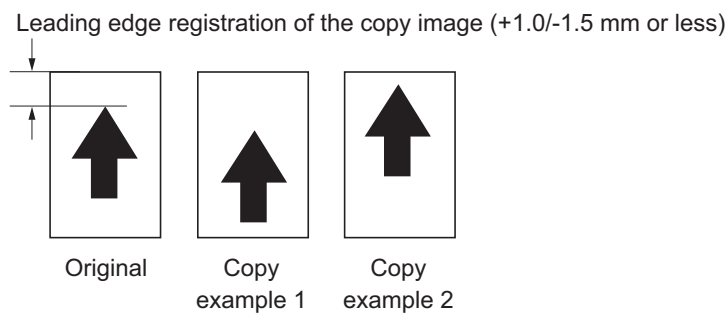 Leading edge registration of the copy image (+1.0/-1.5 mm or less)
Original
Copy
example 1
Copy
example 2